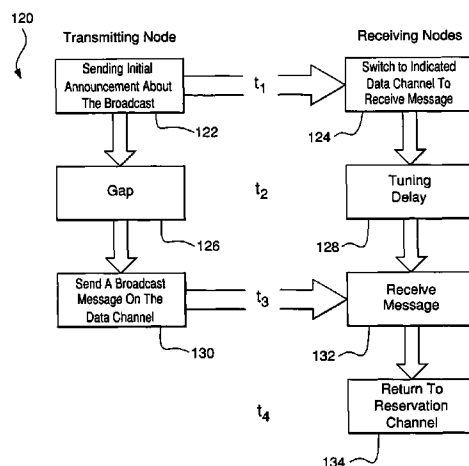 120
Transmitting Node
Receiving Nodes
Sending Initial
Announcement About
The Broadcast
122
t1
Switch to Indicated
Data Channel To
Receive Message
124
Gap
126
t2
Tuning
Delay
128
Send A Broadcast
Message On The
Data Channel
130
t3
Receive
Message
132
t4
Return To
Reservation
Channel
134